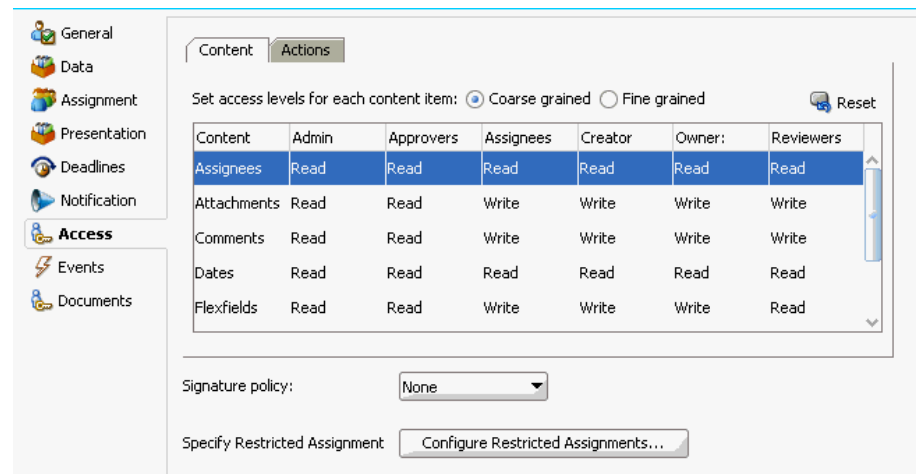 General
Data
Assignment
Presentation
Deadlines
Notification
Access
Events
Documents
Content Actions
Set access levels for each content item: Coarse grained Fine grained Reset
Content Admin Approvers Assignees Creator Owner: Reviewers
Assignees Read Read Read Read Read Read
Attachments Read Read Write Write Write Write
Comments Read Read Write Write Write Write
Dates Read Read Read Read Read Read
Flexfields Read Read Write Write Write Read
Signature policy: None
Specify Restricted Assignment Configure Restricted Assignments...